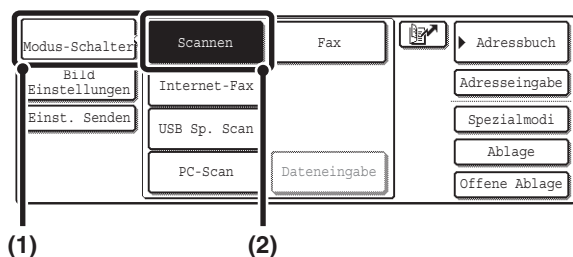 Modus-Schalter
Scannen
Fax
Adressbuch
Bild
Einstellungen
Internet-Fax
Adresseingabe
Einst. Senden
USB Sp. Scan
Spezialmodi
PC-Scan
Dateneingabe
Ablage
Offene Ablage
(1)
(2)